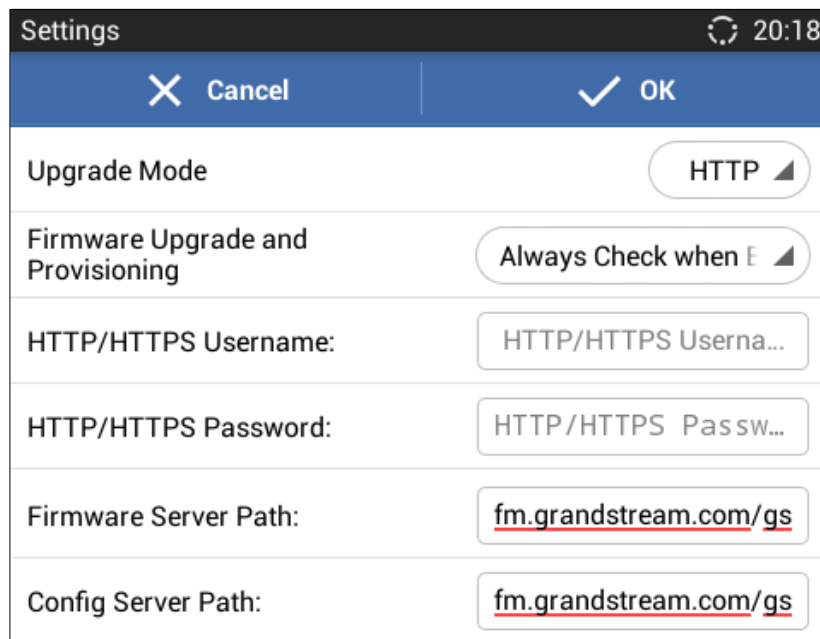 Settings 20:18
Cancel OK
Upgrade Mode HTTP
Firmware Upgrade and
Provisioning
Always Check when
HTTP/HTTPS Username:
HTTP/HTTPS Userna...
HTTP/HTTPS Password:
HTTP/HTTPS Passw...
Firmware Server Path:
fm.grandstream.com/gs
Config Server Path:
fm.grandstream.com/gs